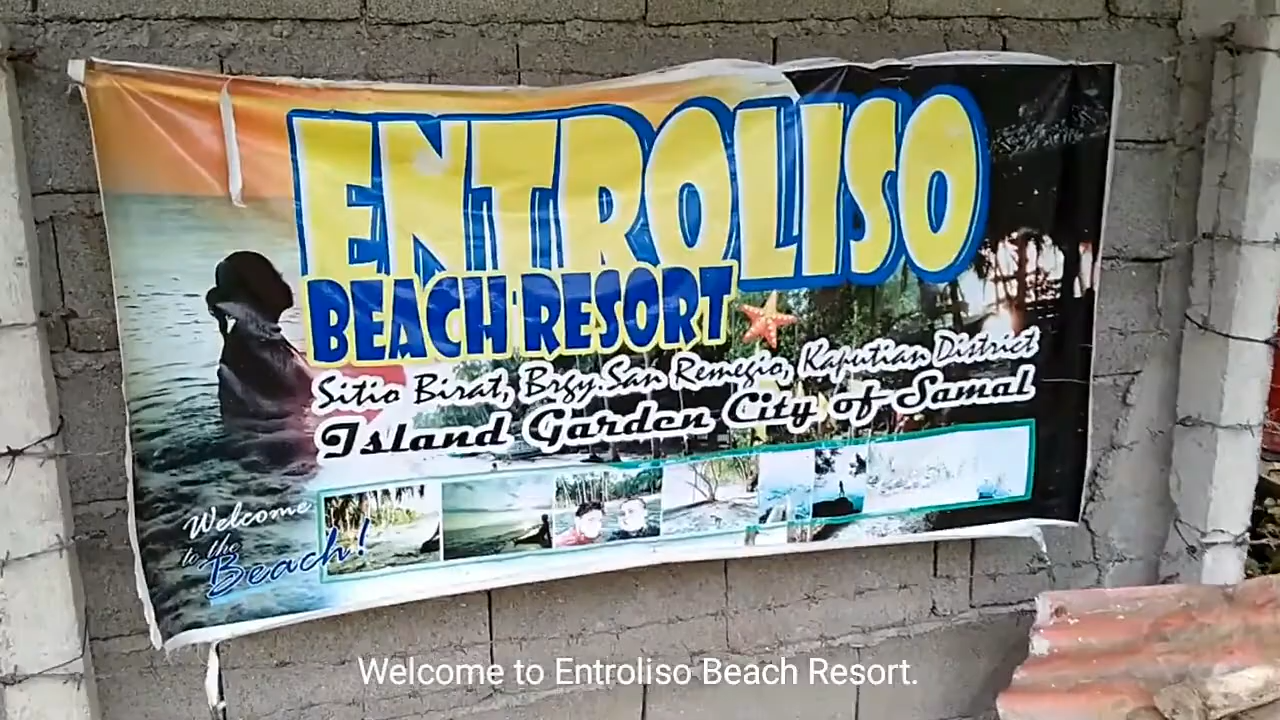 ENTROLISO
BEACH RESORT
Sitio Birat, Brgy. San Remegio, Kaputian District
Island Garden City of Samal
Welcome
to the
Beach!
Welcome to Entroliso Beach Resort.